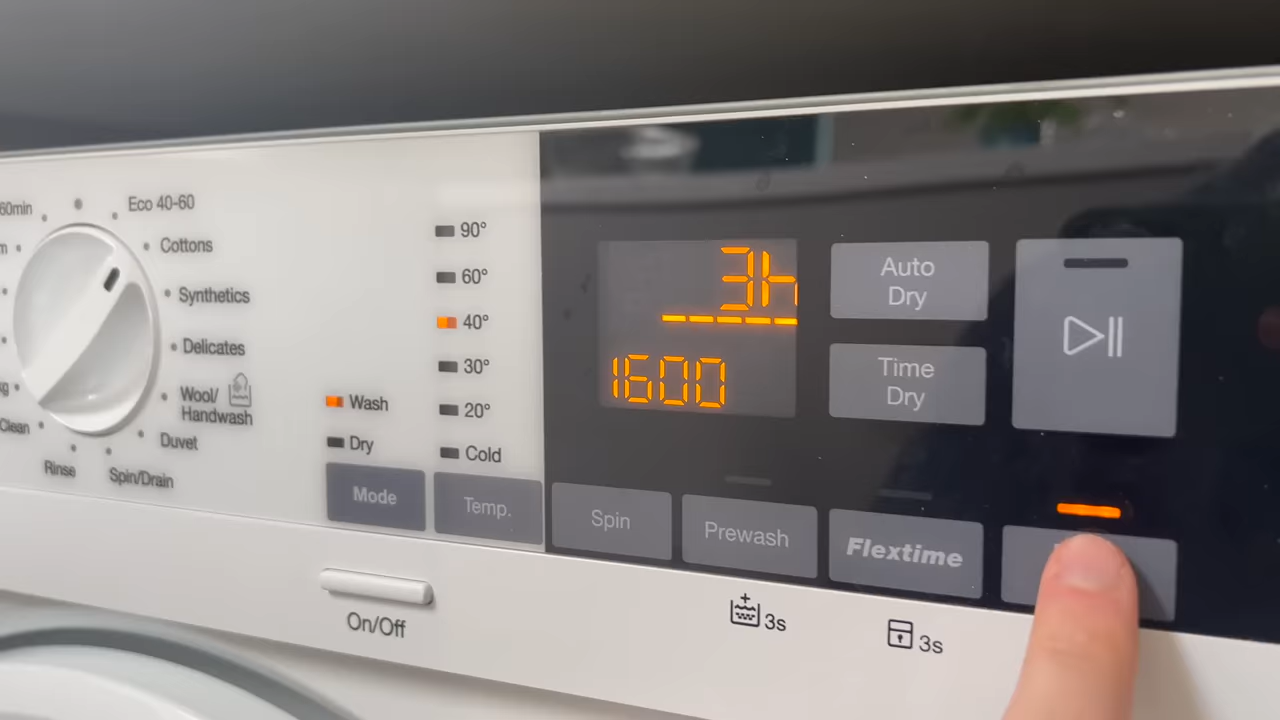 60min
Eco 40-60
Cottons
Synthetics
Delicates
Wool/
Handwash
Duvet
Spin/Drain
Rinse
Clean
Wash
Dry
Mode
90°
60°
40°
30°
20°
Cold
Temp.
3h
1600
Auto
Dry
Time
Dry
Spin
Prewash
Flextime
On/Off
3s
3s